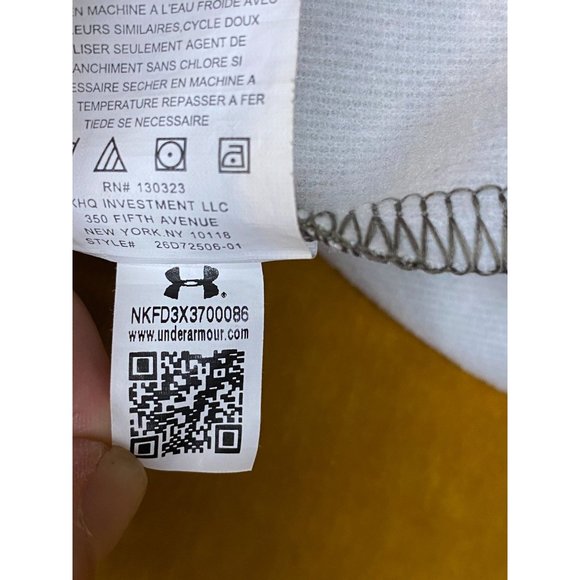 EN MACHINE A L'EAU FROIDE AVEC
LEURS SIMILAIRES,CYCLE DOUX
ILISER SEULEMENT AGENT DE
ANCHIMENT SANS CHLORE SI
ESSAIRE SECHER EN MACHINE A
TEMPERATURE REPASSER A FER
TIEDE SE NECESSAIRE
RN# 130323
KHQ INVESTMENT LLC
350 FIFTH AVENUE
NEW YORK.NY 10118
STYLE# 26D72506-01
NKFD3X3700086
www.underarmour.com